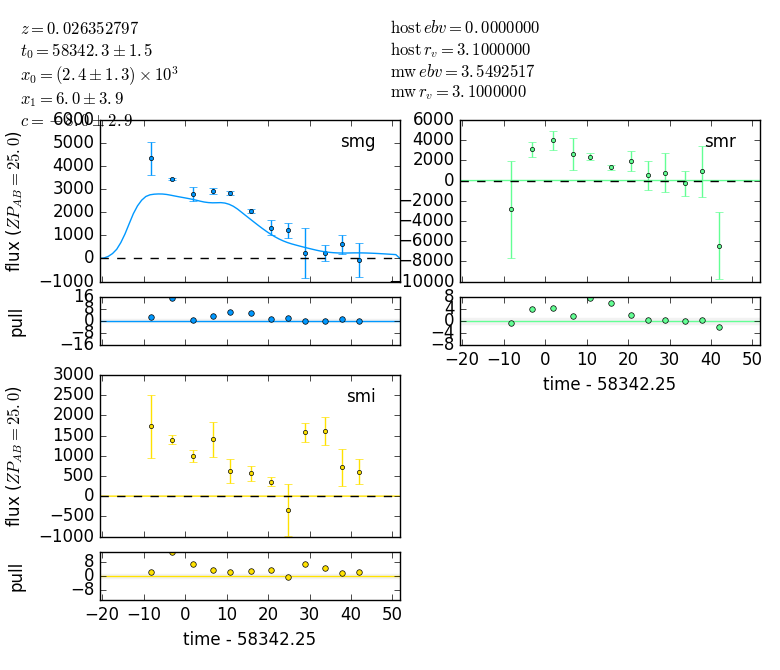 z = 0.026352797
t₀ = 58342.3 ± 1.5
x₀ = (2.4 ± 1.3) × 10³
x₁ = 6.0 ± 3.9
host ebv = 0.0000000
host r_v = 3.1000000
mw ebv = 3.5492517
mw r_v = 3.1000000
smg
flux (ZP_AB = 25.0)
6000
5000
4000
3000
2000
1000
0
−1000
pull
16
8
0
−8
−16
smr
6000
4000
2000
0
−2000
−4000
−6000
−8000
−10000
8
4
0
−4
−8
−20 −10 0 10 20 30 40 50
time - 58342.25
smi
flux (ZP_AB = 25.0)
3000
2500
2000
1500
1000
500
0
−500
−1000
pull
8
0
−8
−20 −10 0 10 20 30 40 50
time - 58342.25